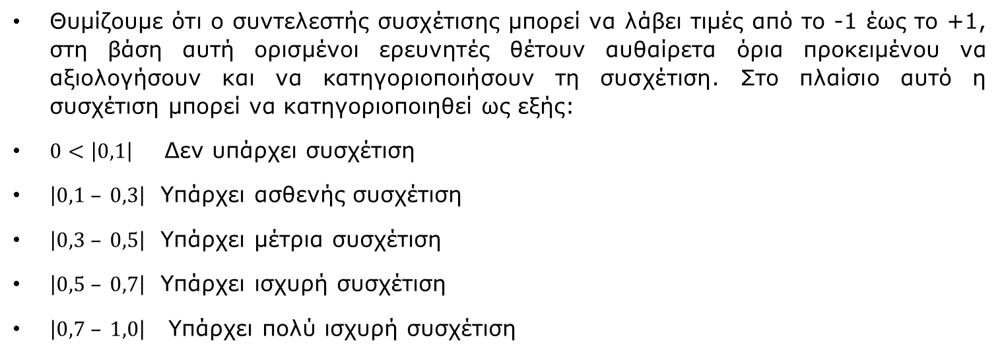 • Θυμίζουμε ότι ο συντελεστής συσχέτισης μπορεί να λάβει τιμές από το -1 έως το +1,
στη βάση αυτή ορισμένοι ερευνητές θέτουν αυθαίρετα όρια προκειμένου να
αξιολογήσουν και να κατηγοριοποιήσουν τη συσχέτιση. Στο πλαίσιο αυτό η
συσχέτιση μπορεί να κατηγοριοποιηθεί ως εξής:
• 0 < |0,1| Δεν υπάρχει συσχέτιση
• |0,1 – 0,3| Υπάρχει ασθενής συσχέτιση
• |0,3 – 0,5| Υπάρχει μέτρια συσχέτιση
• |0,5 – 0,7| Υπάρχει ισχυρή συσχέτιση
• |0,7 – 1,0| Υπάρχει πολύ ισχυρή συσχέτιση